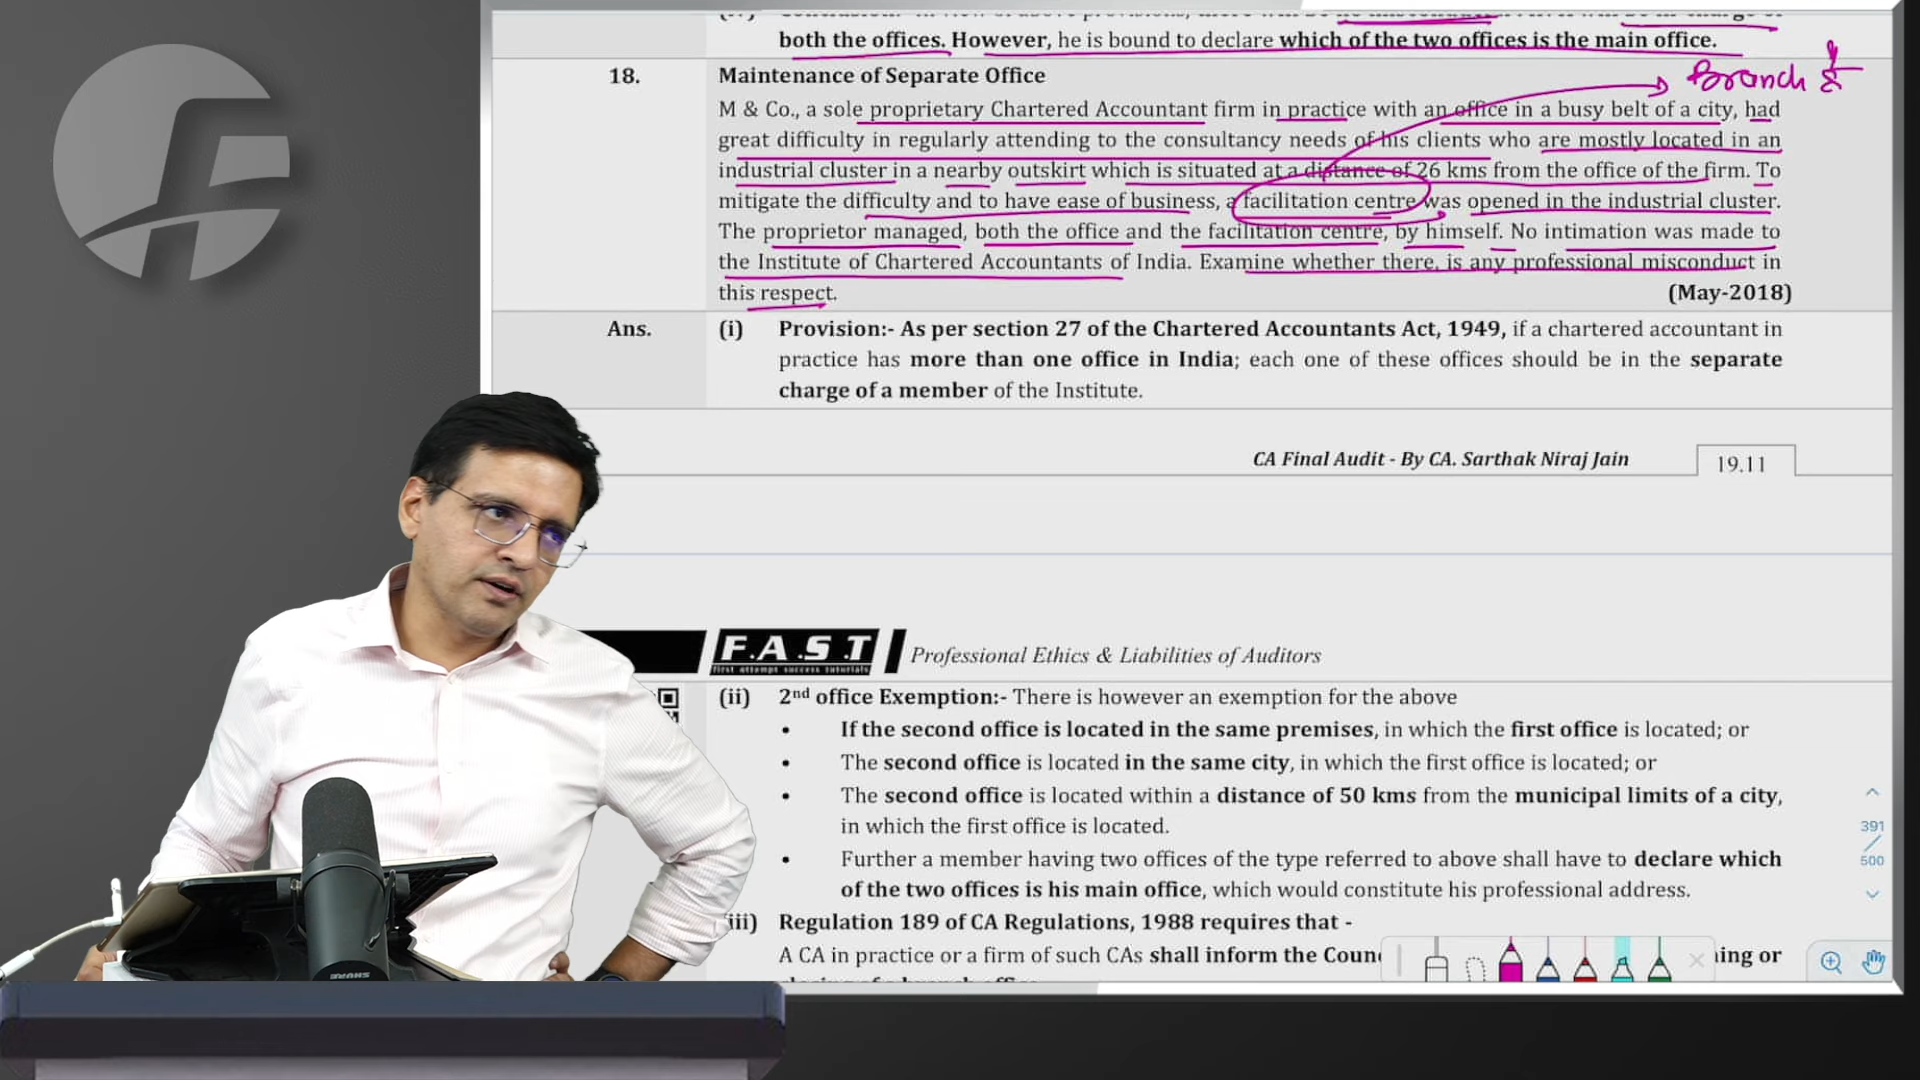 both the offices. However, he is bound to declare which of the two offices is the main office.
18. Maintenance of Separate Office
Branch
M & Co., a sole proprietary Chartered Accountant firm in practice with an office in a busy belt of a city, had
great difficulty in regularly attending to the consultancy needs of his clients who are mostly located in an
industrial cluster in a nearby outskirt which is situated at a distance of 26 kms from the office of the firm. To
mitigate the difficulty and to have ease of business, a facilitation centre was opened in the industrial cluster.
The proprietor managed, both the office and the facilitation centre, by himself. No intimation was made to
the Institute of Chartered Accountants of India. Examine whether there, is any professional misconduct in
this respect. (May-2018)
Ans. (i) Provision:- As per section 27 of the Chartered Accountants Act, 1949, if a chartered accountant in
practice has more than one office in India; each one of these offices should be in the separate
charge of a member of the Institute.
CA Final Audit - By CA. Sarthak Niraj Jain 19.11
F.A.S.T Professional Ethics & Liabilities of Auditors
first attempt success tutorials
(ii) 2nd office Exemption:- There is however an exemption for the above
• If the second office is located in the same premises, in which the first office is located; or
• The second office is located in the same city, in which the first office is located; or
• The second office is located within a distance of 50 kms from the municipal limits of a city,
in which the first office is located.
391
/
500
• Further a member having two offices of the type referred to above shall have to declare which
of the two offices is his main office, which would constitute his professional address.
iii) Regulation 189 of CA Regulations, 1988 requires that -
A CA in practice or a firm of such CAs shall inform the Coun ing or
SHURE